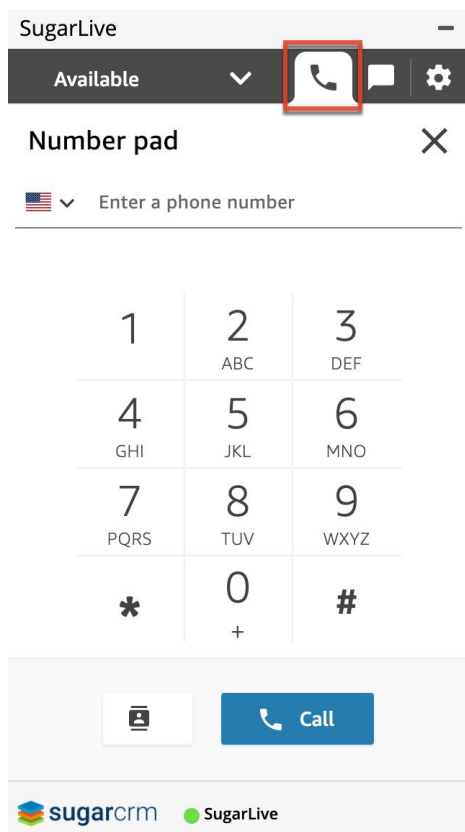 SugarLive
Available
Number pad
Enter a phone number
1 2 3
ABC DEF
4 5 6
GHI JKL MNO
7 8 9
PQRS TUV WXYZ
* 0 #
+
Call
sugarcrm SugarLive